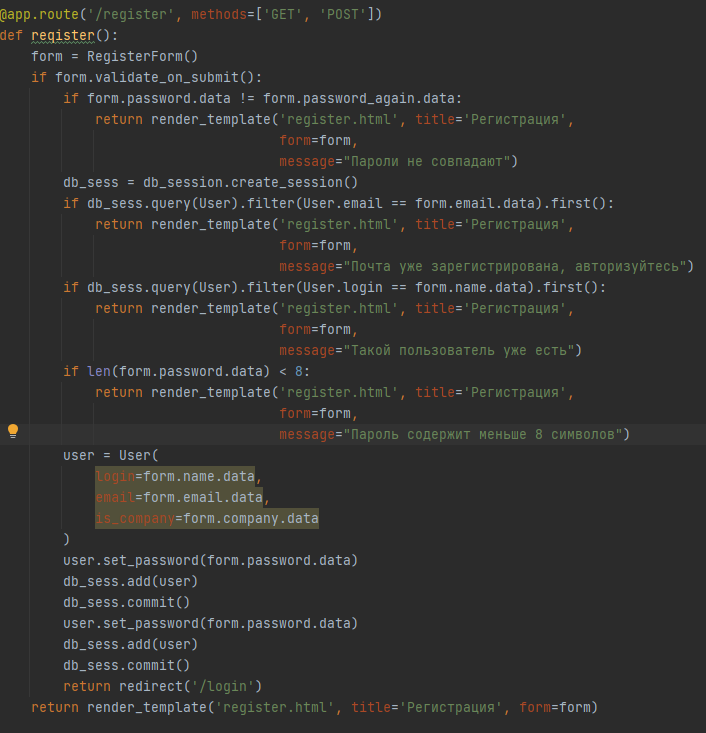 @app.route('/register', methods=['GET', 'POST'])
def register():
    form = RegisterForm()
    if form.validate_on_submit():
        if form.password.data != form.password_again.data:
            return render_template('register.html', title='Регистрация',
                                   form=form,
                                   message="Пароли не совпадают")
        db_sess = db_session.create_session()
        if db_sess.query(User).filter(User.email == form.email.data).first():
            return render_template('register.html', title='Регистрация',
                                   form=form,
                                   message="Почта уже зарегистрирована, авторизуйтесь")
        if db_sess.query(User).filter(User.login == form.name.data).first():
            return render_template('register.html', title='Регистрация',
                                   form=form,
                                   message="Такой пользователь уже есть")
        if len(form.password.data) < 8:
            return render_template('register.html', title='Регистрация',
                                   form=form,
                                   message="Пароль содержит меньше 8 символов")
        user = User(
            login=form.name.data,
            email=form.email.data,
            is_company=form.company.data
        )
        user.set_password(form.password.data)
        db_sess.add(user)
        db_sess.commit()
        user.set_password(form.password.data)
        db_sess.add(user)
        db_sess.commit()
        return redirect('/login')
    return render_template('register.html', title='Регистрация', form=form)